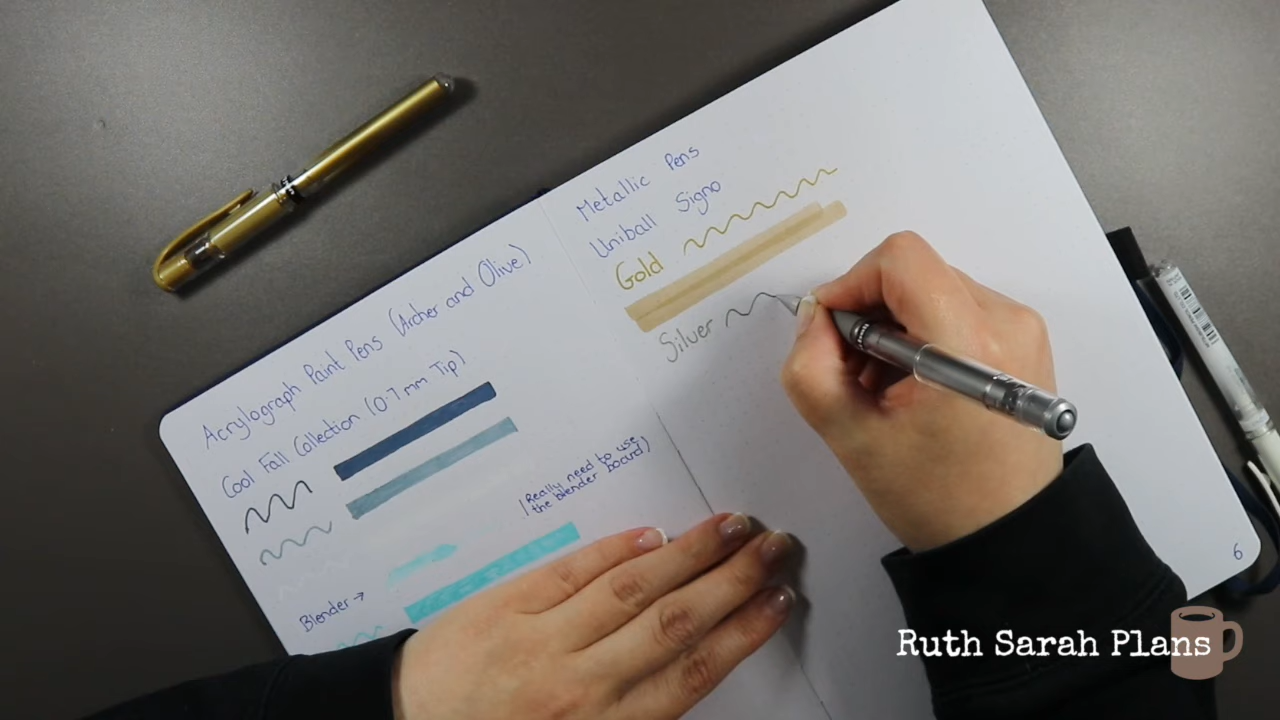 Acrylograph Paint Pens (Archer and Olive)
Cool Fall Collection (0.7mm Tip)
(Really need to use
the blender board)
Blender →
Metallic Pens
Uniball Signo
Gold
Silver
6
Ruth Sarah Plans